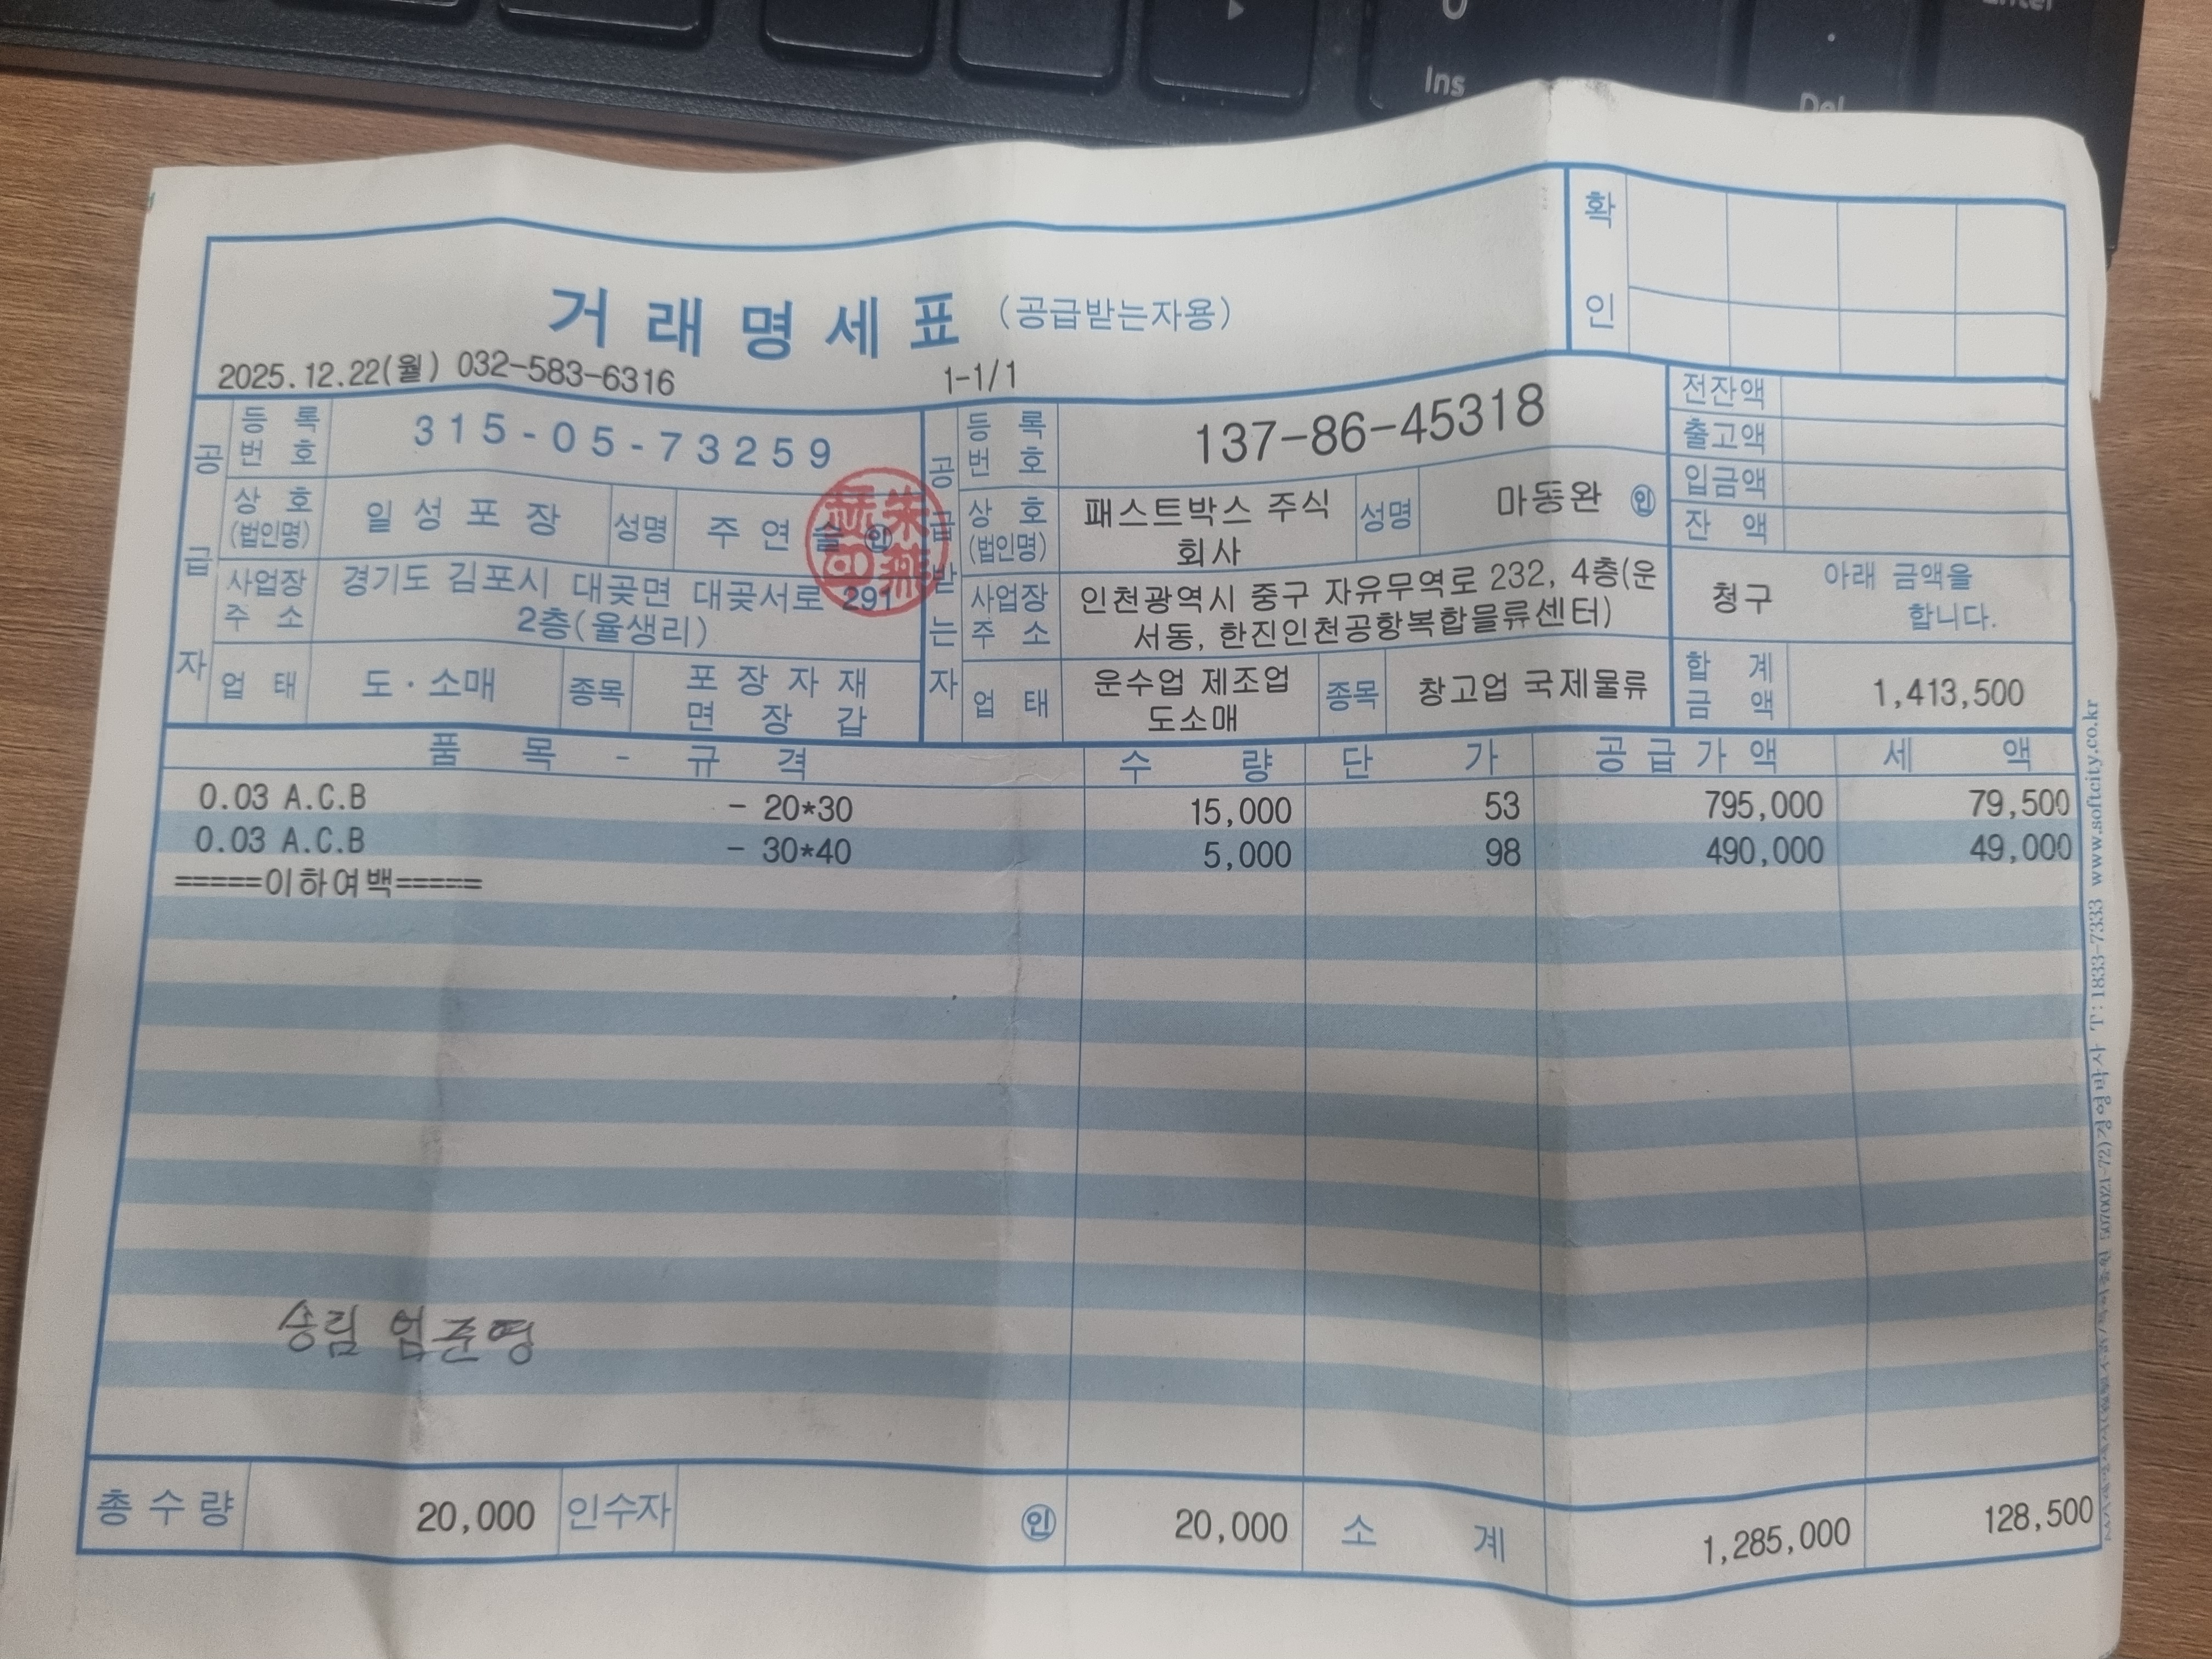 Ins
Del
Enter
확 인
거 래 명 세 표 (공급받는자용)
2025.12.22(월) 032-583-6316 1-1/1
공 급 자
등 록 번 호 315-05-73259
상 호 (법인명) 일 성 포 장 성명 주 연 술 인
사업장 주 소 경기도 김포시 대곶면 대곶서로 291
2층(율생리)
업 태 도·소매 종목 포 장 자 재
면 장 갑
공 급 받 는 자
등 록 번 호 137-86-45318
상 호 (법인명) 패스트박스 주식
회사
성명 마동완 인
사업장 주 소 인천광역시 중구 자유무역로 232, 4층(운
서동, 한진인천공항복합물류센터)
업 태 운수업 제조업
도소매
종목 창고업 국제물류
전잔액
출고액
입금액
잔 액
아래 금액을
청구 합니다.
합 계 금 액 1,413,500
품 목 - 규 격 수 량 단 가 공 급 가 액 세 액
0.03 A.C.B - 20*30 15,000 53 795,000 79,500
0.03 A.C.B - 30*40 5,000 98 490,000 49,000
=====이하여백=====
송림 엄준영
총 수 량 20,000 인수자 인 20,000 소 계 1,285,000 128,500
경영박사 T: 1833-7333 www.softcity.co.kr